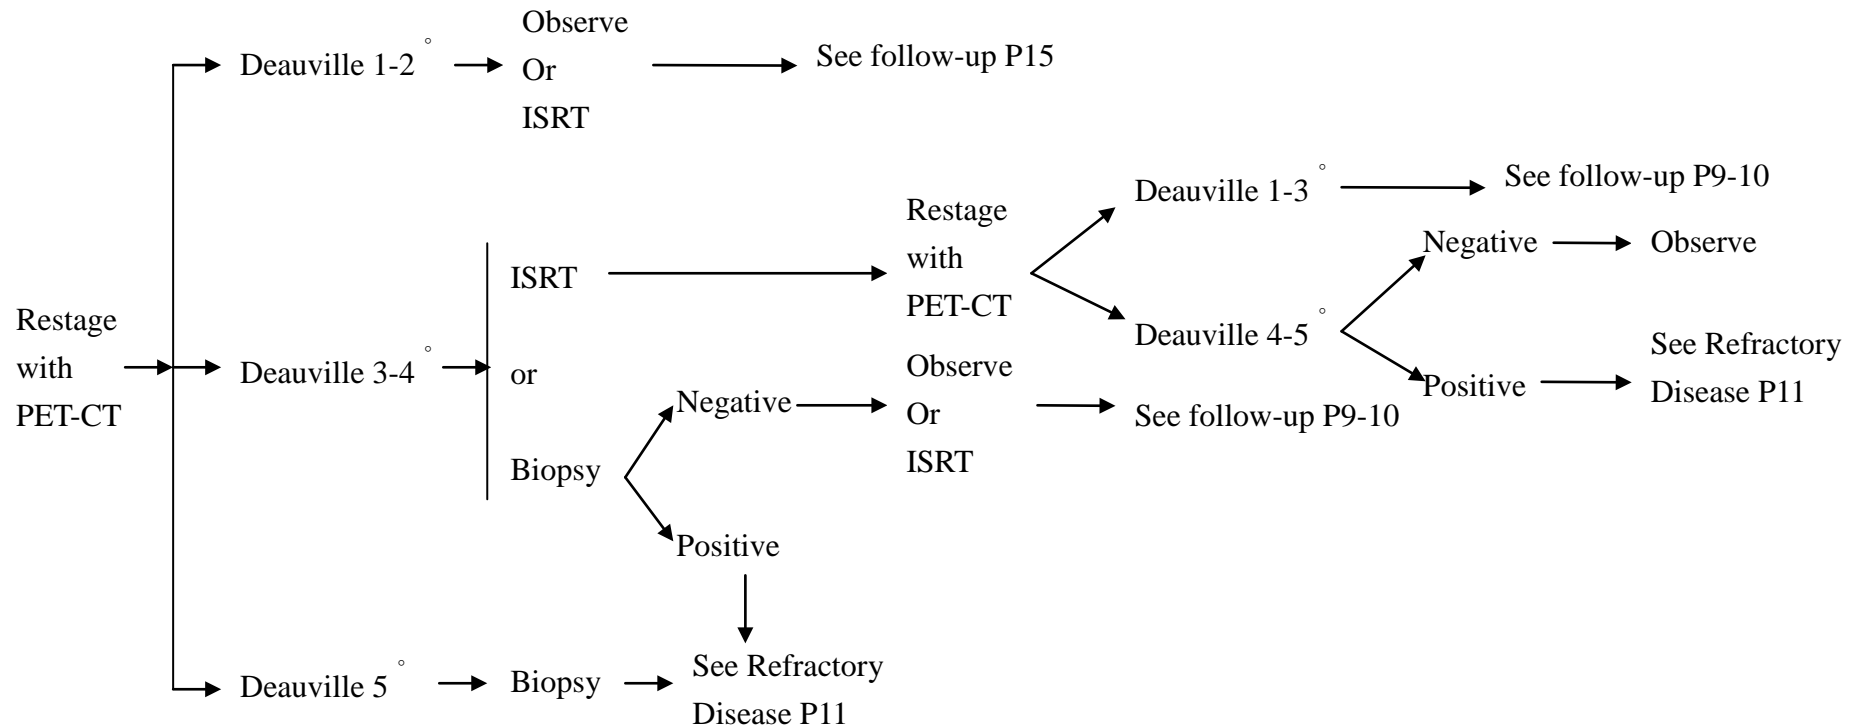 Restage
with
PET-CT
Deauville 1-2 °
Observe
Or
ISRT
See follow-up P15
Deauville 3-4 °
ISRT
or
Biopsy
Restage
with
PET-CT
Deauville 1-3 °
See follow-up P9-10
Deauville 4-5 °
Negative
Observe
Positive
See Refractory
Disease P11
Negative
Observe
Or
ISRT
See follow-up P9-10
Positive
Deauville 5 °
Biopsy
See Refractory
Disease P11